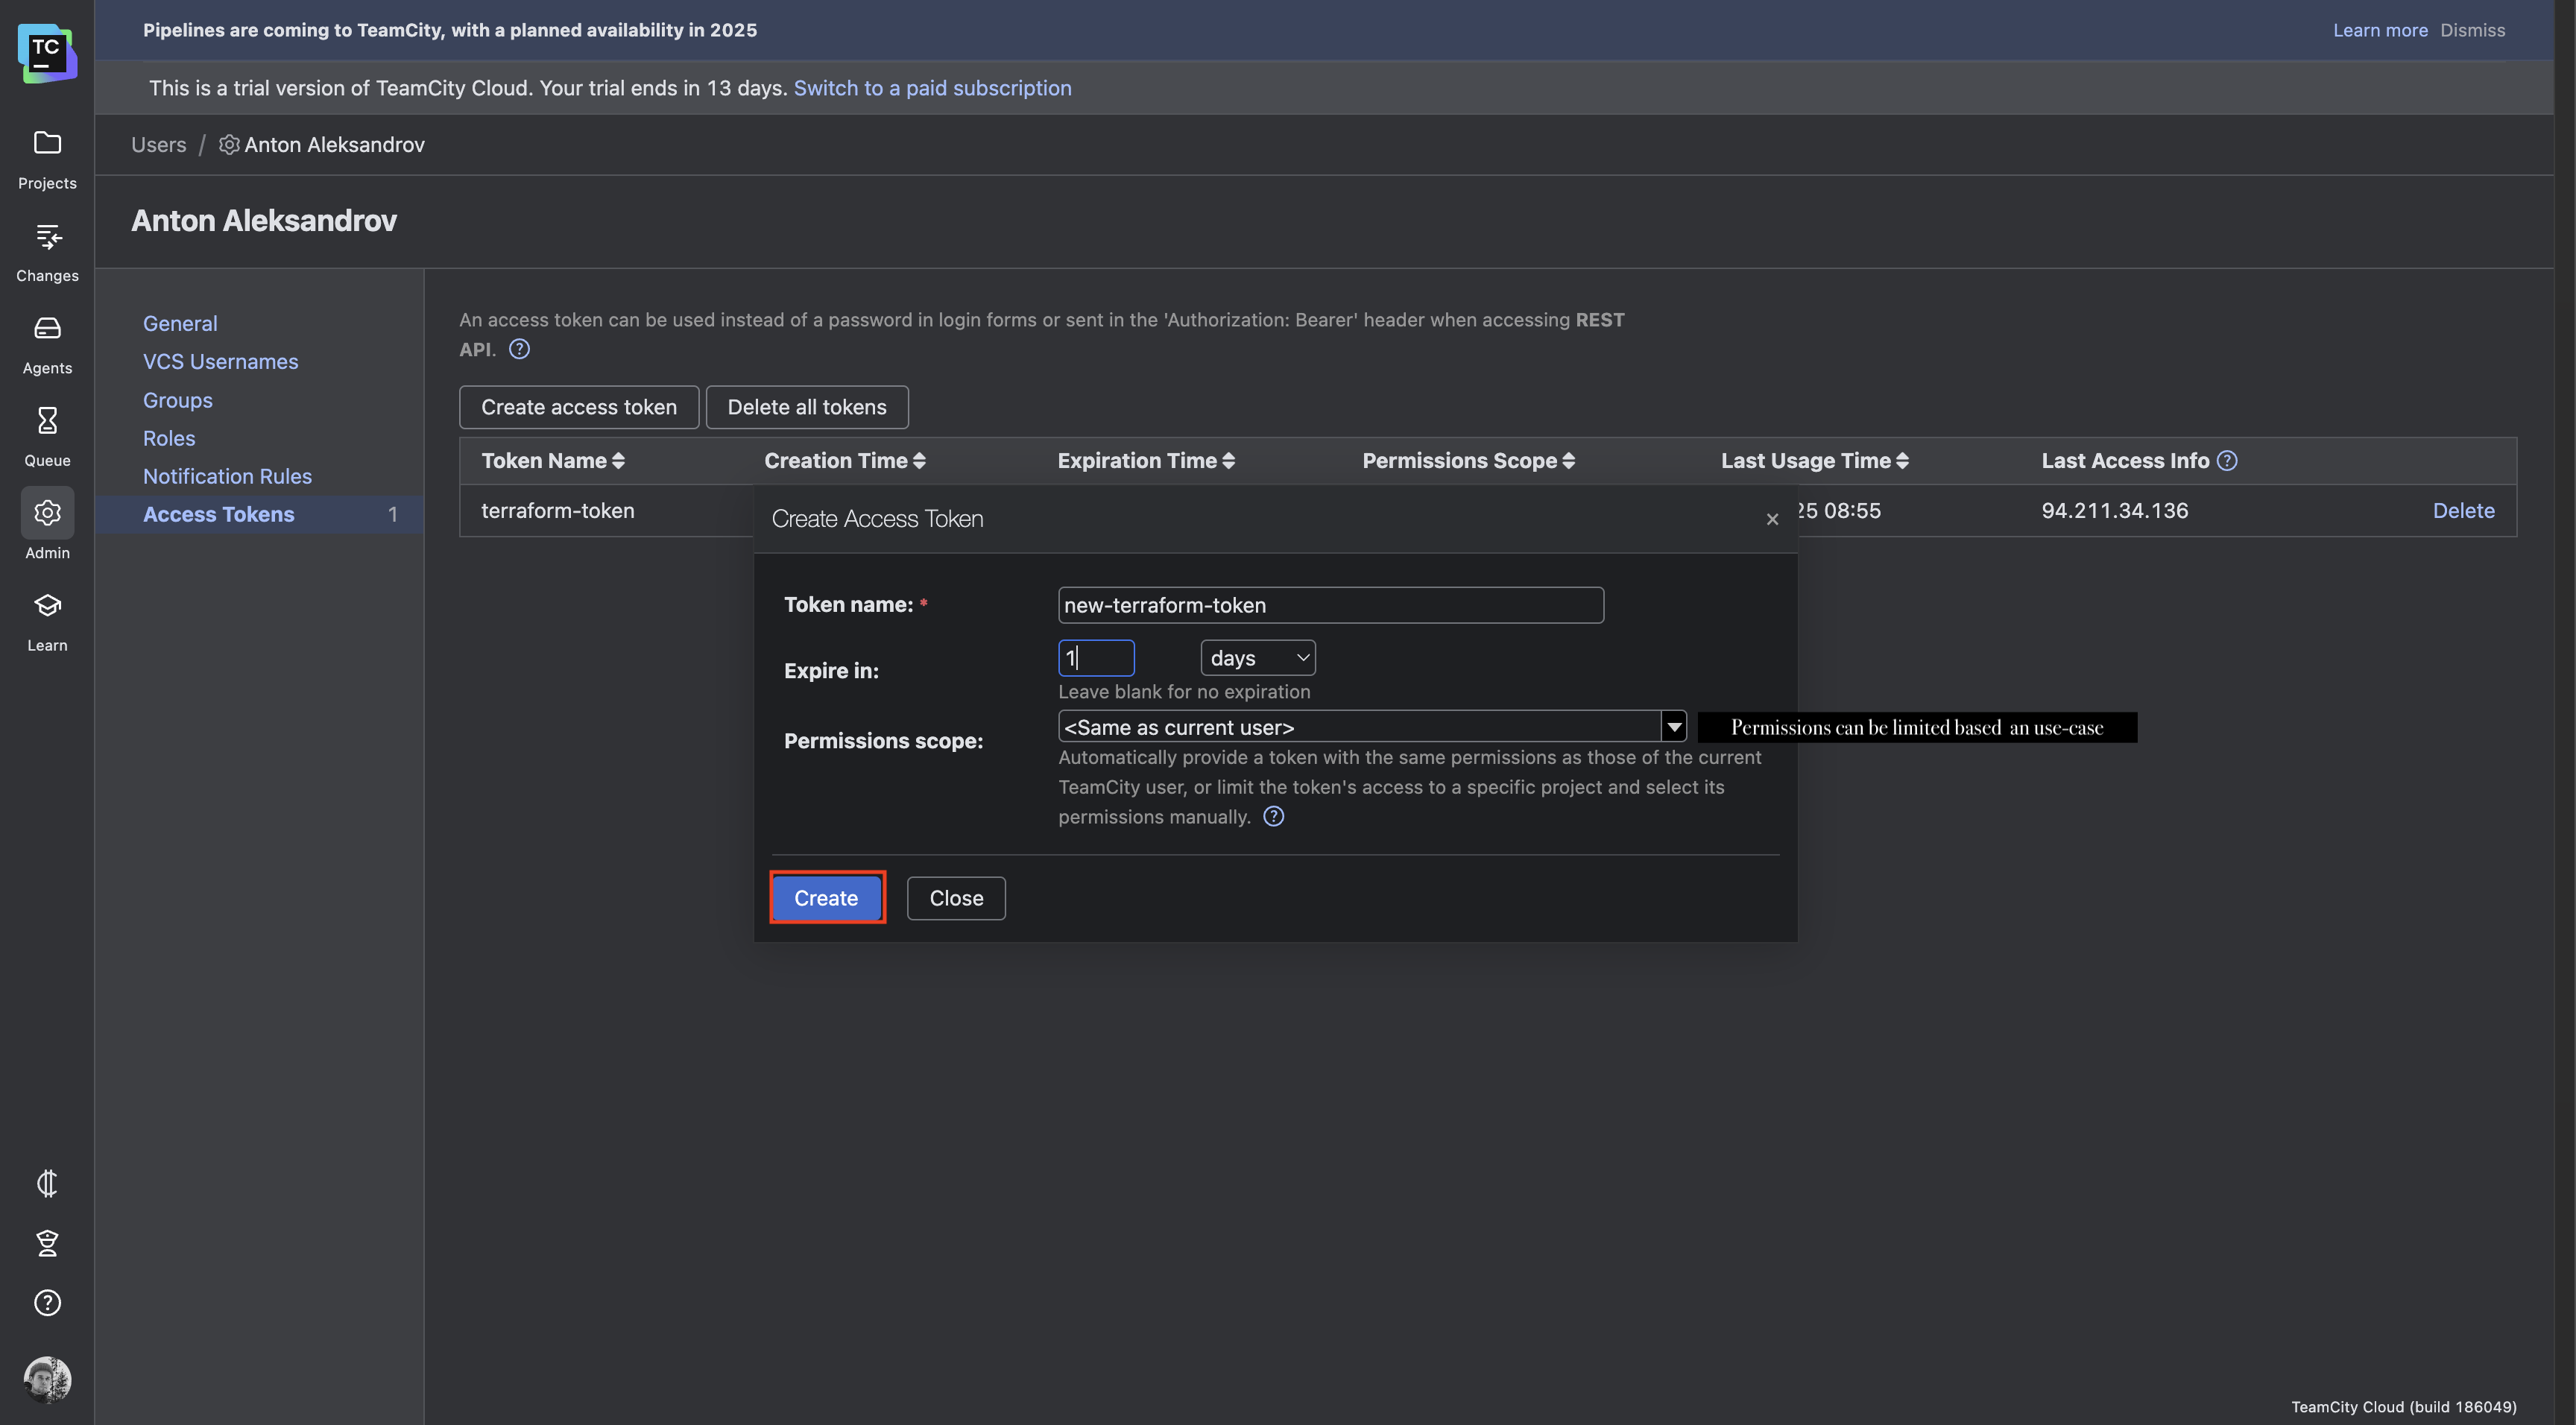 TC
Pipelines are coming to TeamCity, with a planned availability in 2025
Learn more Dismiss
This is a trial version of TeamCity Cloud. Your trial ends in 13 days. Switch to a paid subscription
Users / Anton Aleksandrov
Anton Aleksandrov
Projects
Changes
Agents
Queue
Admin
Learn
General
VCS Usernames
Groups
Roles
Notification Rules
Access Tokens 1
An access token can be used instead of a password in login forms or sent in the 'Authorization: Bearer' header when accessing REST
API. ?
Create access token Delete all tokens
Token Name Creation Time Expiration Time Permissions Scope Last Usage Time Last Access Info ?
terraform-token 25 08:55 94.211.34.136 Delete
Create Access Token ×
Token name: * new-terraform-token
Expire in: 1 days
Leave blank for no expiration
Permissions scope: <Same as current user> Permissions can be limited based an use-case
Automatically provide a token with the same permissions as those of the current
TeamCity user, or limit the token's access to a specific project and select its
permissions manually. ?
Create Close
?
TeamCity Cloud (build 186049)